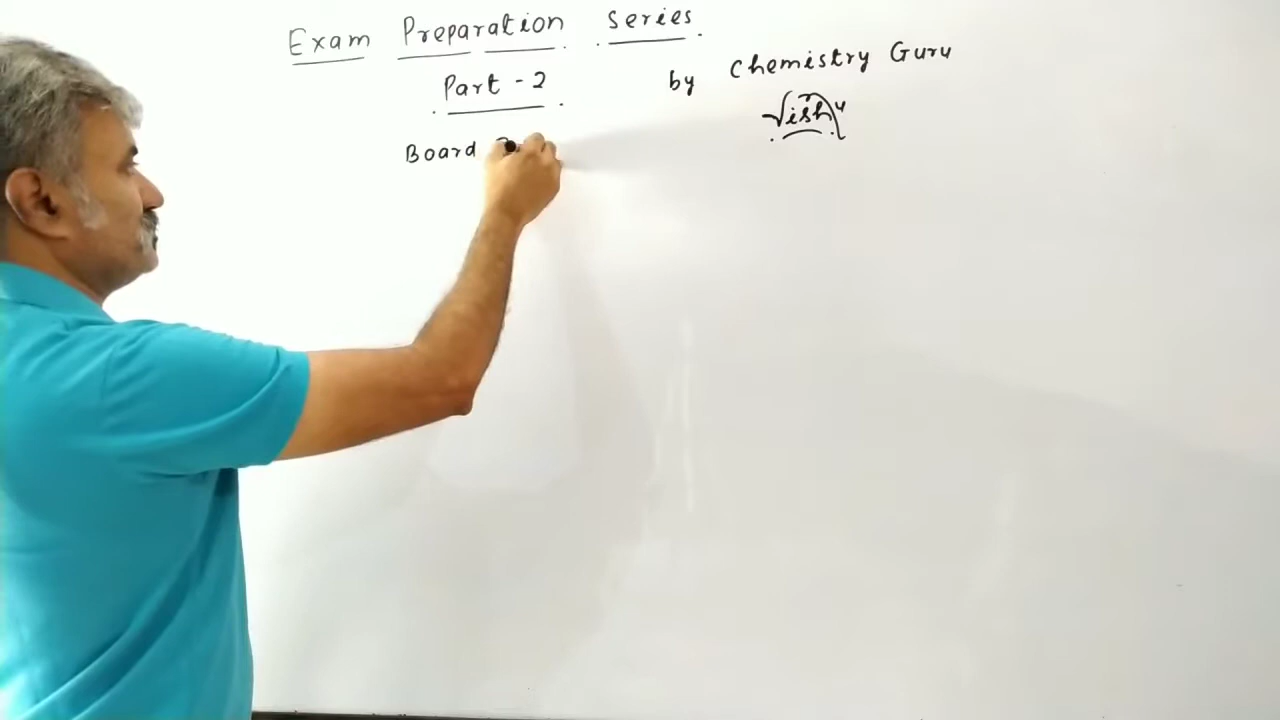 Exam Preparation Series
Part - 2
by Chemistry Guru
Vishu
Board